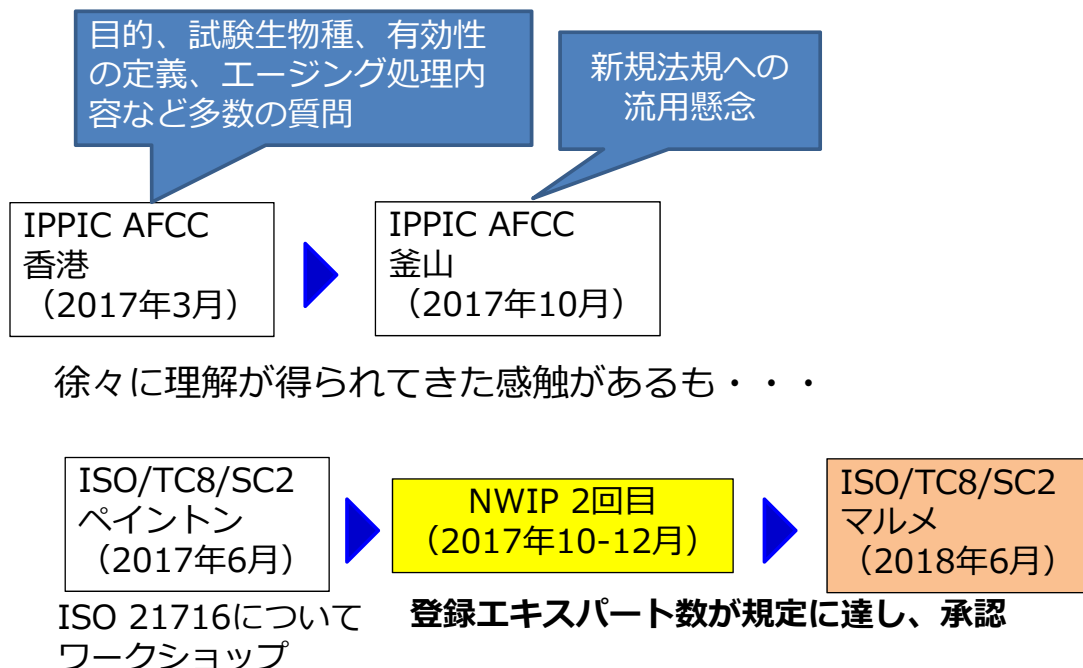 目的、試験生物種、有効性
の定義、エージング処理内
容など多数の質問
新規法規への
流用懸念
IPPIC AFCC
香港
（2017年3月）
IPPIC AFCC
釜山
（2017年10月）
徐々に理解が得られてきた感触があるも・・・
ISO/TC8/SC2
ペイントン
（2017年6月）
NWIP 2回目
（2017年10-12月）
ISO/TC8/SC2
マルメ
（2018年6月）
ISO 21716について
ワークショップ
登録エキスパート数が規定に達し、承認